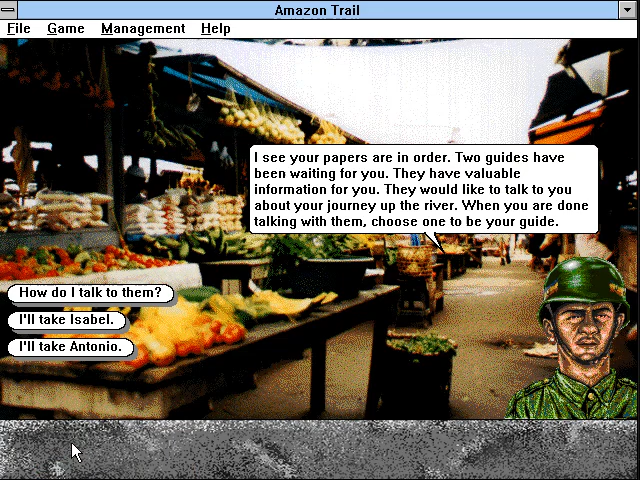 Amazon Trail
File Game Management Help
I see your papers are in order. Two guides have
been waiting for you. They have valuable
information for you. They would like to talk to you
about your journey up the river. When you are done
talking with them, choose one to be your guide.
How do I talk to them?
I'll take Isabel.
I'll take Antonio.